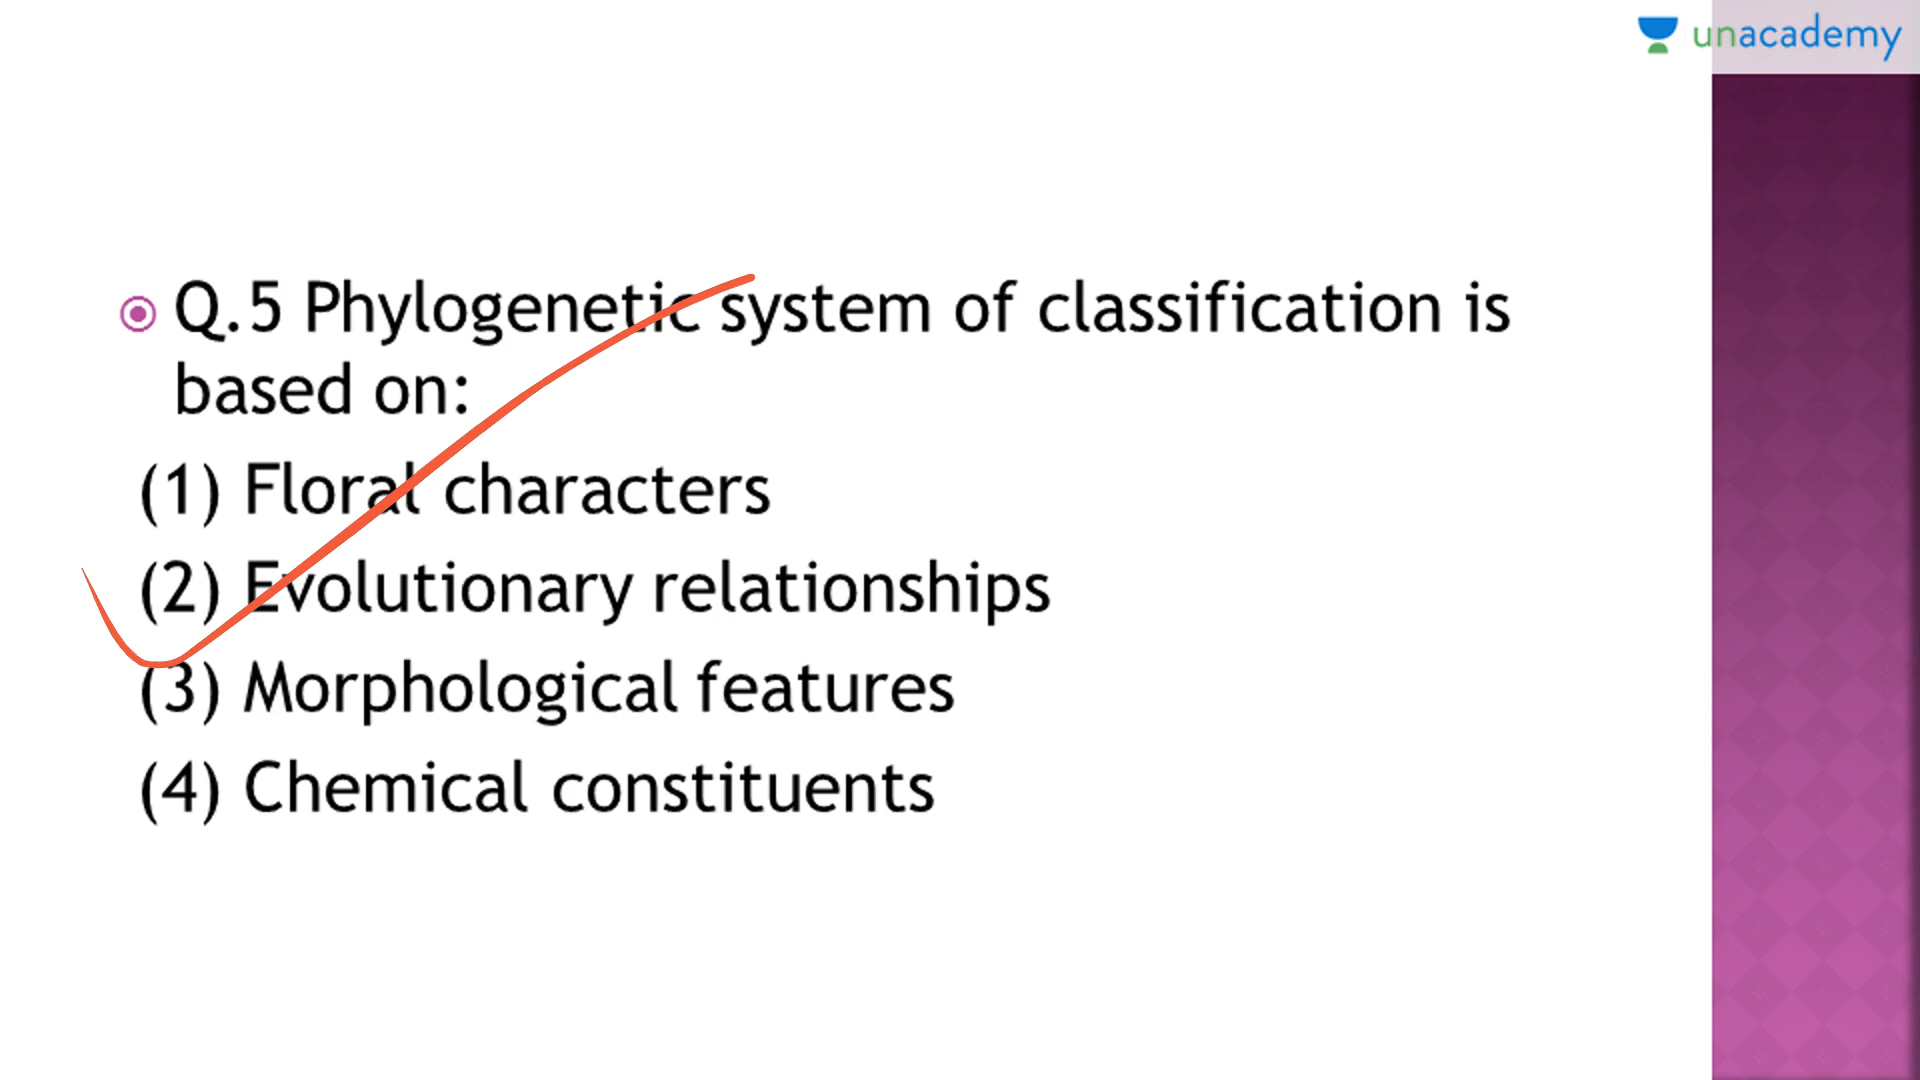 unacademy
Q.5 Phylogenetic system of classification is
based on:
(1) Floral characters
(2) Evolutionary relationships
(3) Morphological features
(4) Chemical constituents